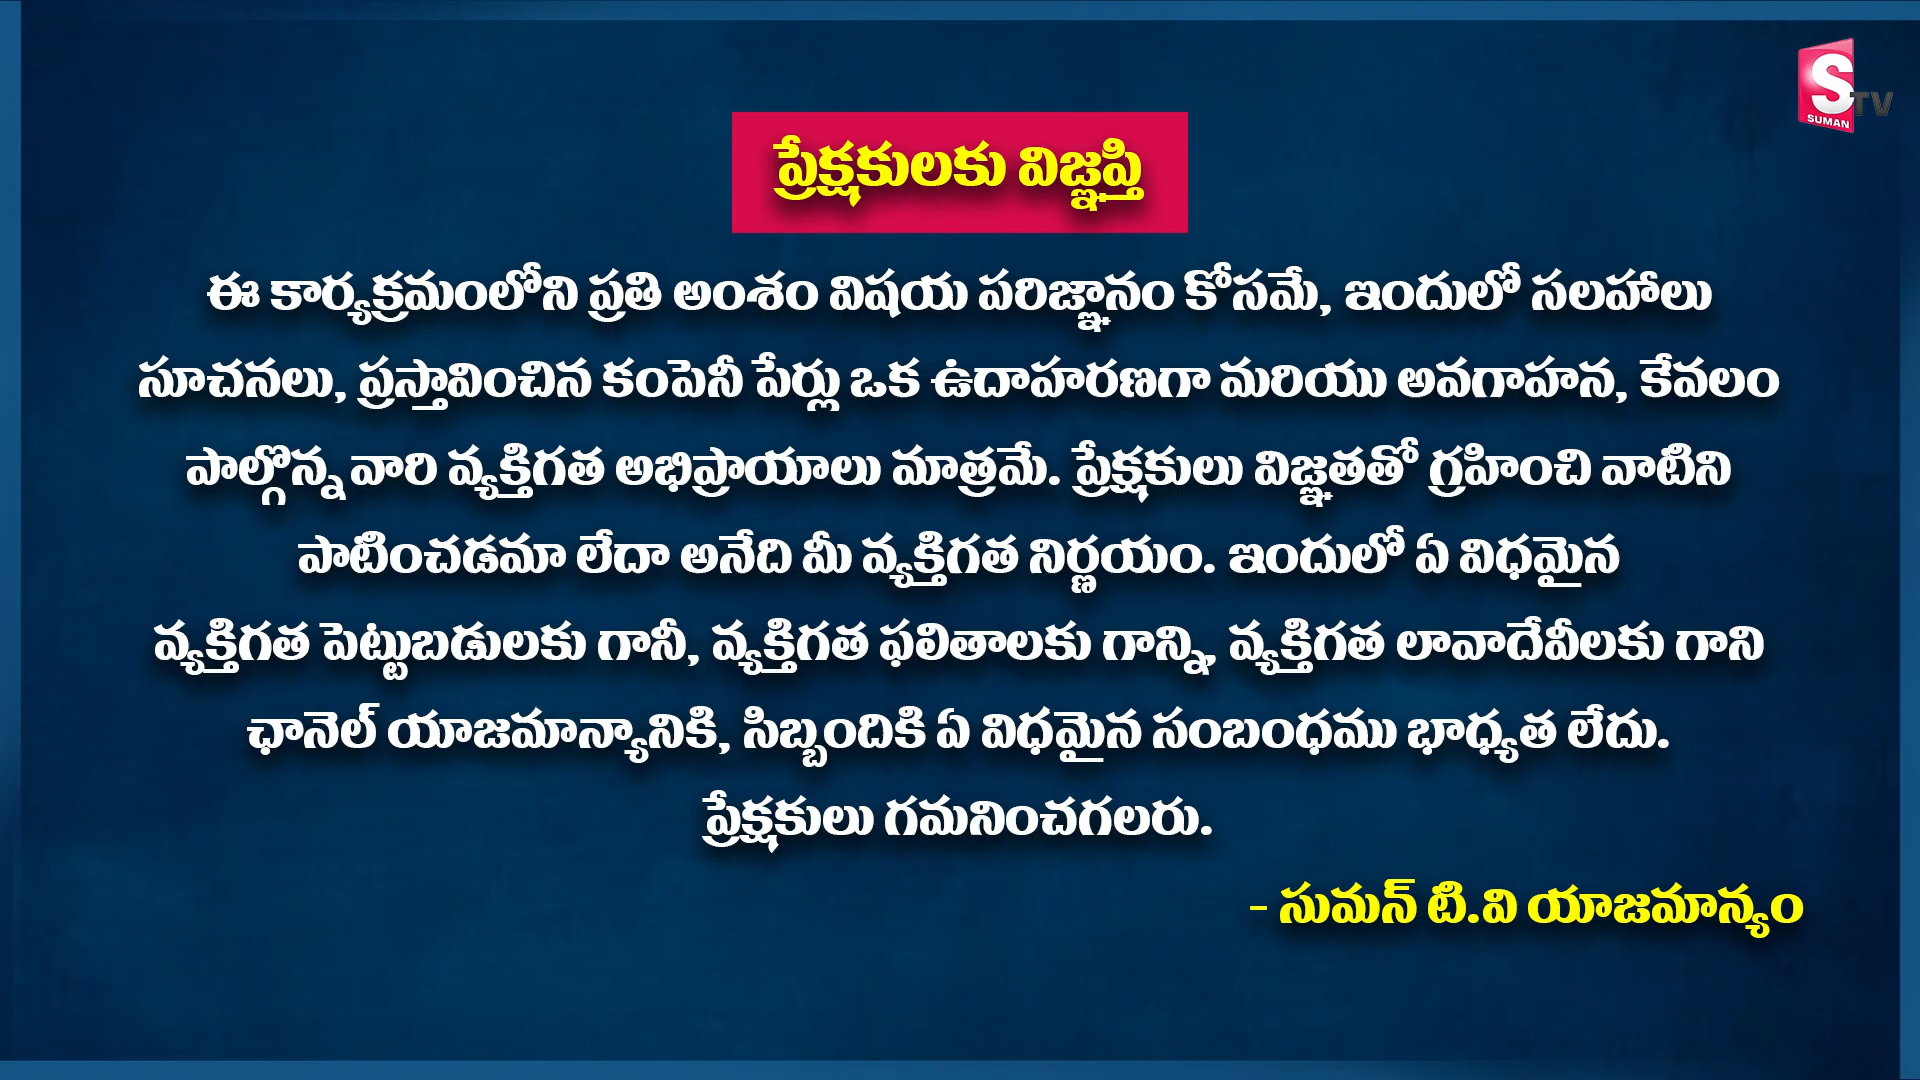 S
SUMAN
TV
ప్రేక్షకులకు విజ్ఞప్తి
ఈ కార్యక్రమంలోని ప్రతి అంశం విషయ పరిజ్ఞానం కోసమే, ఇందులో సలహాలు
సూచనలు, ప్రస్తావించిన కంపెనీ పేర్లు ఒక ఉదాహరణగా మరియు అవగాహన, కేవలం
పాల్గొన్న వారి వ్యక్తిగత అభిప్రాయాలు మాత్రమే. ప్రేక్షకులు విజ్ఞతతో గ్రహించి వాటిని
పాటించడమా లేదా అనేది మీ వ్యక్తిగత నిర్ణయం. ఇందులో ఏ విధమైన
వ్యక్తిగత పెట్టుబడులకు గానీ, వ్యక్తిగత ఫలితాలకు గాన్ని, వ్యక్తిగత లావాదేవీలకు గాని
ఛానెల్ యాజమాన్యానికి, సిబ్బందికి ఏ విధమైన సంబంధము భాధ్యత లేదు.
ప్రేక్షకులు గమనించగలరు.
- సుమన్ టి.వి యాజమాన్యం